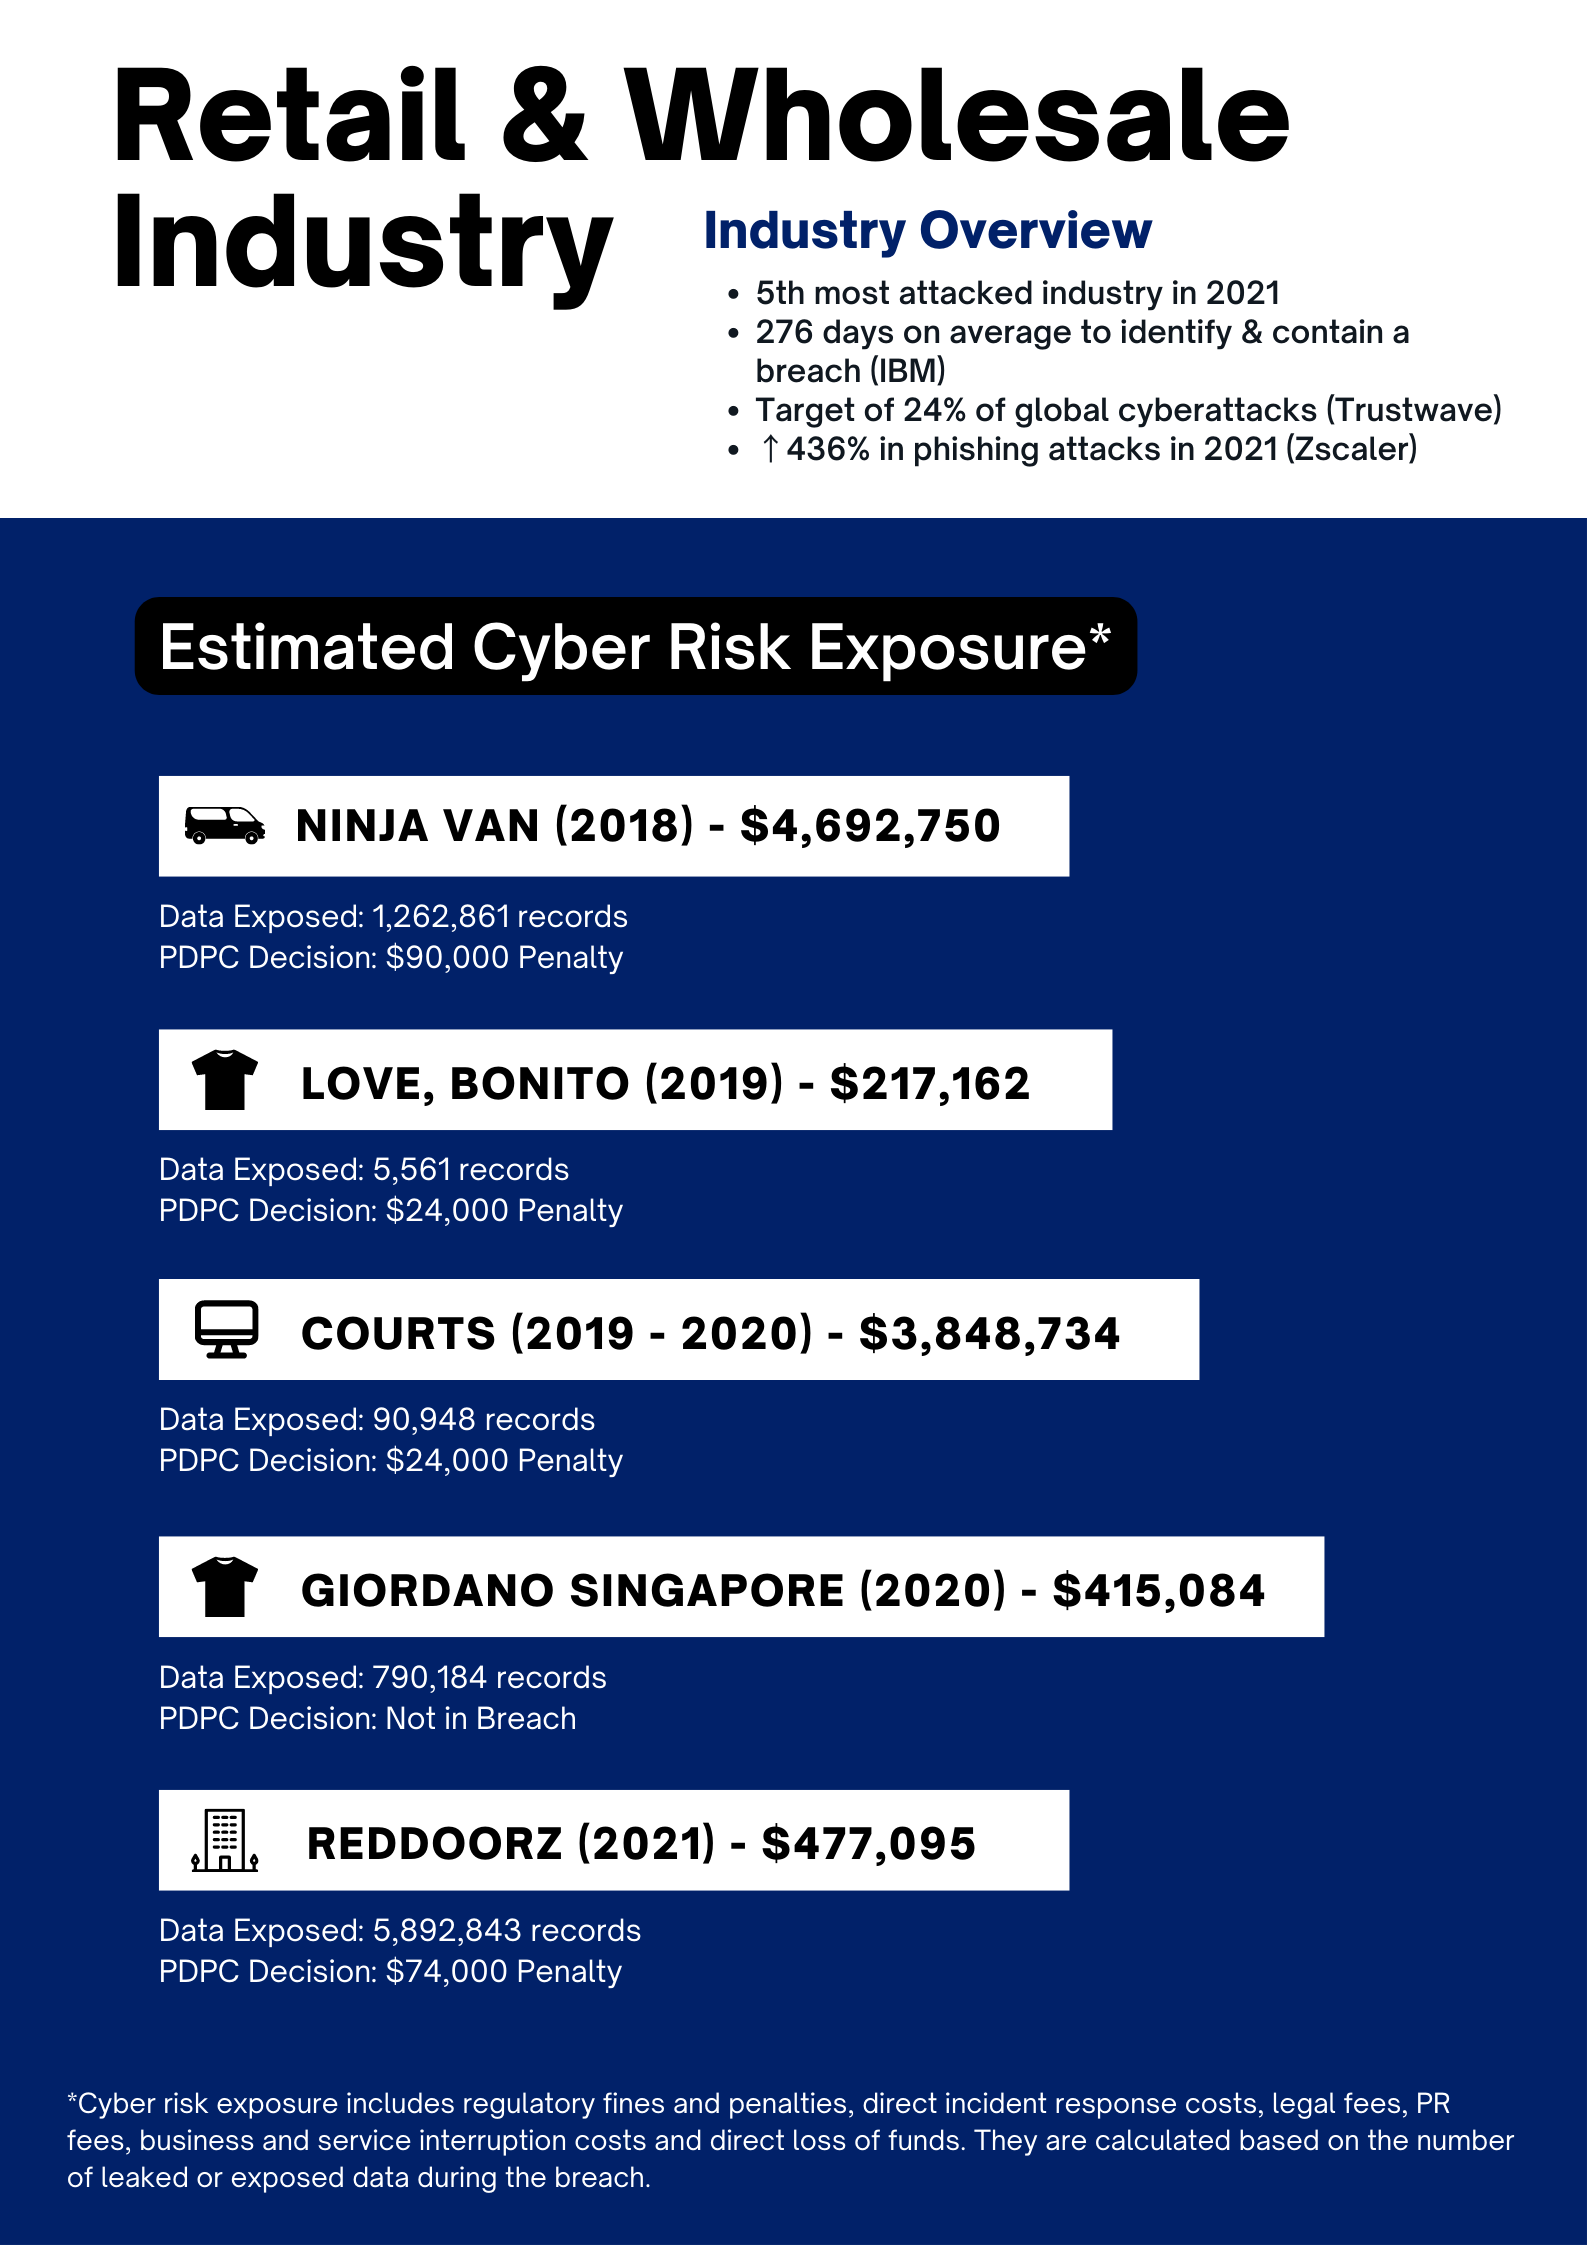 Retail & Wholesale
Industry
Industry Overview
• 5th most attacked industry in 2021
• 276 days on average to identify & contain a
breach (IBM)
• Target of 24% of global cyberattacks (Trustwave)
• ↑436% in phishing attacks in 2021 (Zscaler)
Estimated Cyber Risk Exposure*
NINJA VAN (2018) - $4,692,750
Data Exposed: 1,262,861 records
PDPC Decision: $90,000 Penalty
LOVE, BONITO (2019) - $217,162
Data Exposed: 5,561 records
PDPC Decision: $24,000 Penalty
COURTS (2019 - 2020) - $3,848,734
Data Exposed: 90,948 records
PDPC Decision: $24,000 Penalty
GIORDANO SINGAPORE (2020) - $415,084
Data Exposed: 790,184 records
PDPC Decision: Not in Breach
REDDOORZ (2021) - $477,095
Data Exposed: 5,892,843 records
PDPC Decision: $74,000 Penalty
*Cyber risk exposure includes regulatory fines and penalties, direct incident response costs, legal fees, PR
fees, business and service interruption costs and direct loss of funds. They are calculated based on the number
of leaked or exposed data during the breach.